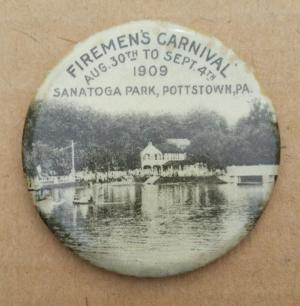 FIREMEN'S CARNIVAL
AUG. 30TH TO SEPT. 4TH
1909
SANATOGA PARK, POTTSTOWN, PA.